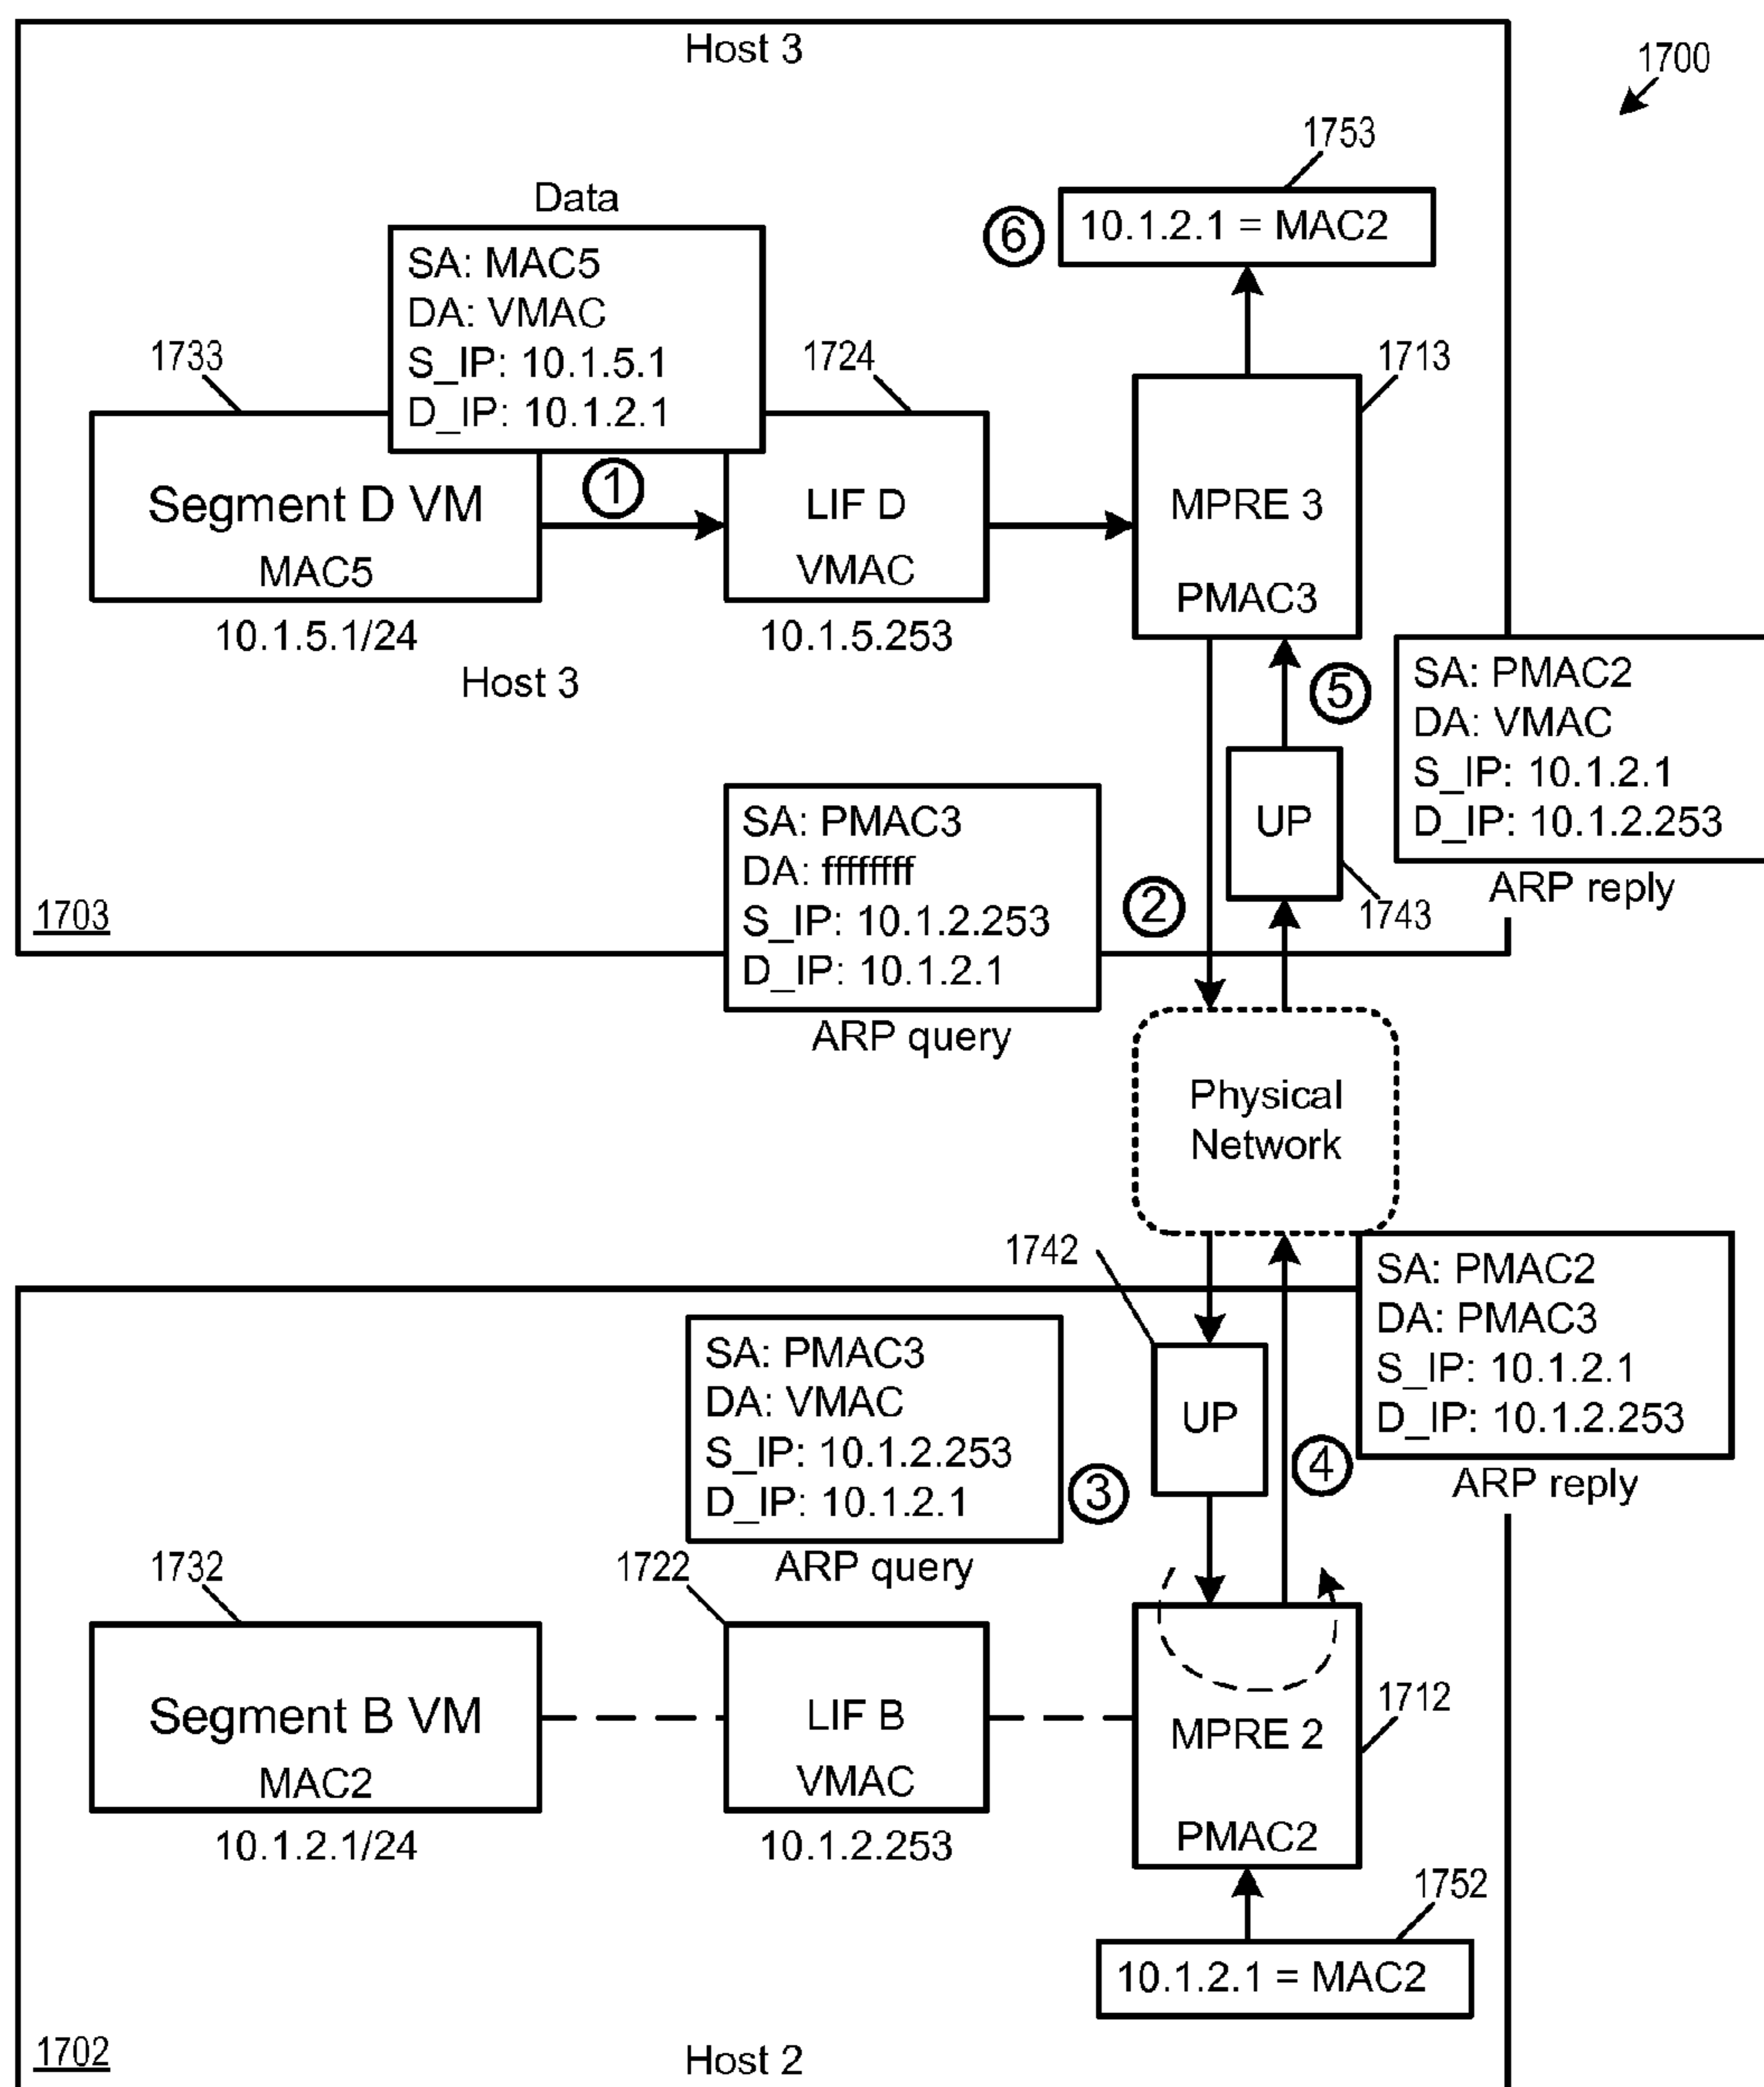 Host 3
1700
1753
Data
6
10.1.2.1 = MAC2
SA: MAC5
DA: VMAC
S_IP: 10.1.5.1
D_IP: 10.1.2.1
1733
1724
1713
1
Segment D VM
MAC5
10.1.5.1/24
LIF D
VMAC
10.1.5.253
MPRE 3
PMAC3
Host 3
5
SA: PMAC2
DA: VMAC
S_IP: 10.1.2.1
D_IP: 10.1.2.253
ARP reply
UP
1743
SA: PMAC3
DA: ffffffff
S_IP: 10.1.2.253
D_IP: 10.1.2.1
ARP query
2
1703
Physical
Network
1742
SA: PMAC2
DA: PMAC3
S_IP: 10.1.2.1
D_IP: 10.1.2.253
ARP reply
SA: PMAC3
DA: VMAC
S_IP: 10.1.2.253
D_IP: 10.1.2.1
ARP query
3
UP
4
1732
1722
1712
Segment B VM
MAC2
10.1.2.1/24
LIF B
VMAC
10.1.2.253
MPRE 2
PMAC2
1752
10.1.2.1 = MAC2
1702
Host 2